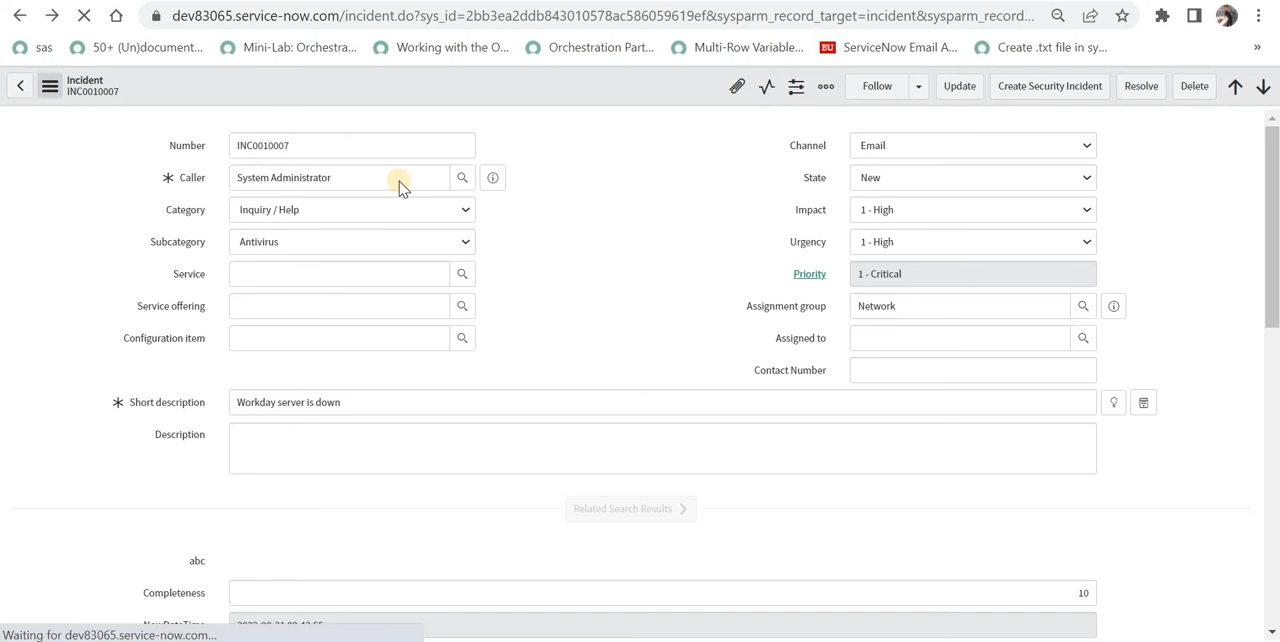 dev83065.service-now.com/incident.do?sys_id=2bb3ea2ddb843010578ac586059619ef&sysparm_record_target=incident&sysparm_record...
sas 50+ (Un)document... Mini-Lab: Orchestra... Working with the O... Orchestration Part... Multi-Row Variable... BU ServiceNow Email A... Create .txt file in sy... »
Incident
INC0010007
Follow Update Create Security Incident Resolve Delete
Number INC0010007 Channel Email
Caller System Administrator State New
Category Inquiry / Help Impact 1 - High
Subcategory Antivirus Urgency 1 - High
Service Priority 1 - Critical
Service offering Assignment group Network
Configuration item Assigned to
Contact Number
Short description Workday server is down
Description
Related Search Results
abc
Completeness 10
Waiting for dev83065.service-now.com...